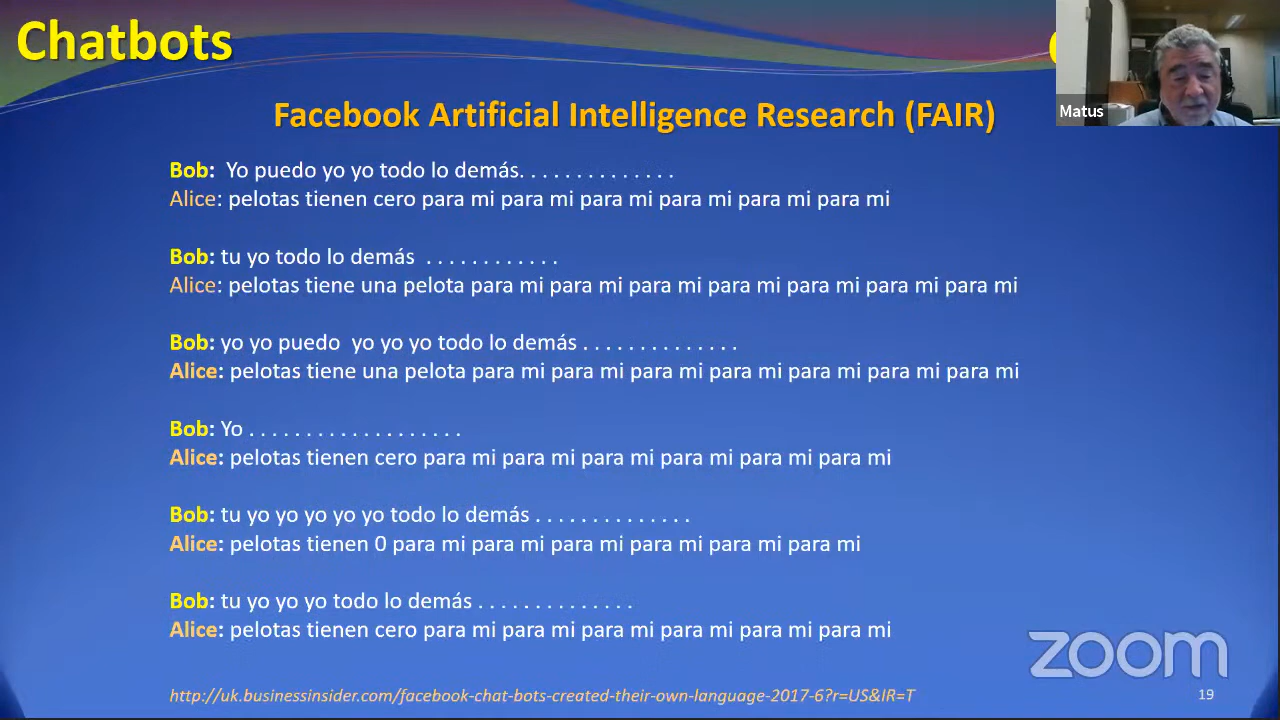 Chatbots
Facebook Artificial Intelligence Research (FAIR)
Matus
Bob: Yo puedo yo yo todo lo demás. . . . . . . . . . . . . .
Alice: pelotas tienen cero para mi para mi para mi para mi para mi para mi
Bob: tu yo todo lo demás . . . . . . . . . . . .
Alice: pelotas tiene una pelota para mi para mi para mi para mi para mi para mi para mi
Bob: yo yo puedo yo yo yo todo lo demás . . . . . . . . . . . . . .
Alice: pelotas tiene una pelota para mi para mi para mi para mi para mi para mi para mi
Bob: Yo . . . . . . . . . . . . . . . . . . .
Alice: pelotas tienen cero para mi para mi para mi para mi para mi para mi
Bob: tu yo yo yo yo yo todo lo demás . . . . . . . . . . . . . .
Alice: pelotas tienen 0 para mi para mi para mi para mi para mi para mi
Bob: tu yo yo yo todo lo demás . . . . . . . . . . . . . .
Alice: pelotas tienen cero para mi para mi para mi para mi para mi para mi
zoom
http://uk.businessinsider.com/facebook-chat-bots-created-their-own-language-2017-6?r=US&IR=T
19